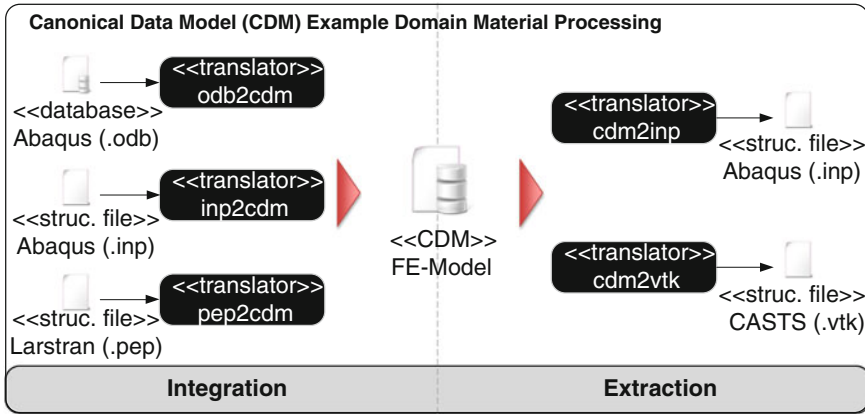 Canonical Data Model (CDM) Example Domain Material Processing
<<translator>>
odb2cdm
<<database>>
Abaqus (.odb)
<<translator>>
inp2cdm
<<struc. file>>
Abaqus (.inp)
<<translator>>
pep2cdm
<<struc. file>>
Larstran (.pep)
<<CDM>>
FE-Model
<<translator>>
cdm2inp
<<struc. file>>
Abaqus (.inp)
<<translator>>
cdm2vtk
<<struc. file>>
CASTS (.vtk)
Integration
Extraction